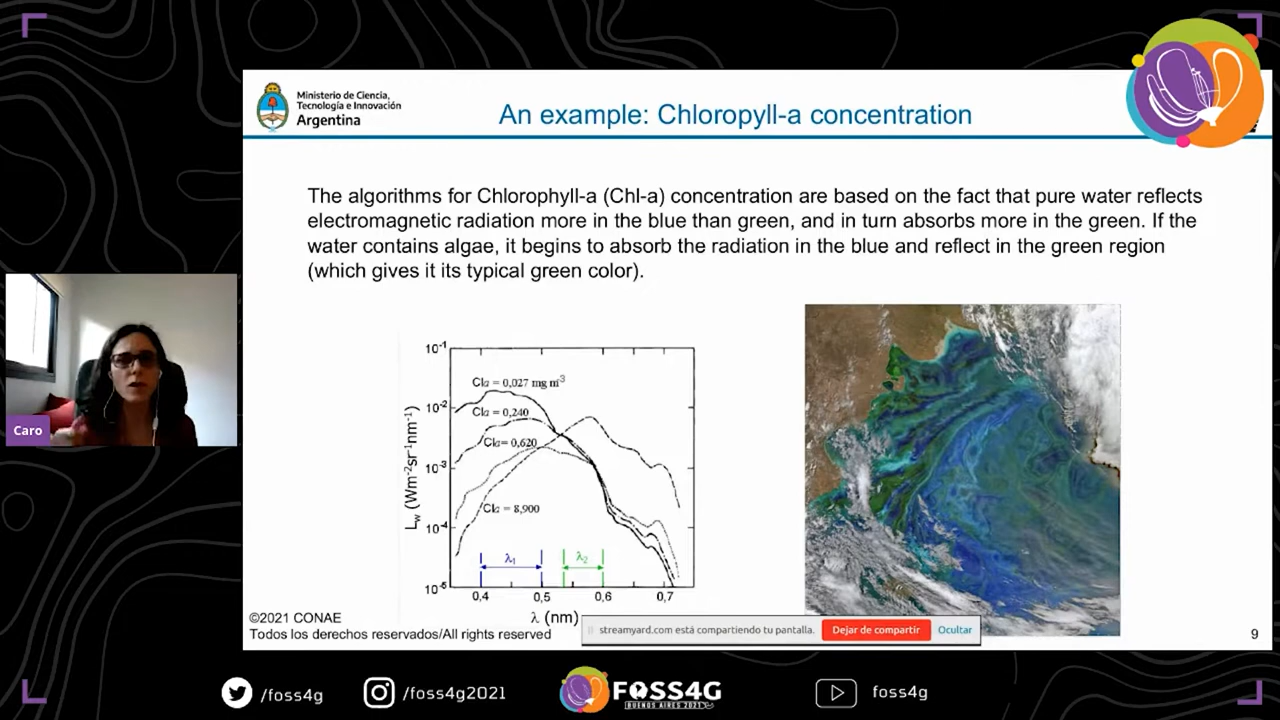 Ministerio de Ciencia,
Tecnología e Innovación
Argentina
An example: Chloropyll-a concentration
The algorithms for Chlorophyll-a (Chl-a) concentration are based on the fact that pure water reflects
electromagnetic radiation more in the blue than green, and in turn absorbs more in the green. If the
water contains algae, it begins to absorb the radiation in the blue and reflect in the green region
(which gives it its typical green color).
Caro
10⁻¹
10⁻²
10⁻³
10⁻⁴
10⁻⁵
L_w (Wm⁻²sr⁻¹nm⁻¹)
Cla = 0,027 mg m³
Cla = 0,240
Cla = 0,620
Cla = 8,900
λ₁
λ₂
0,4 0,5 0,6 0,7
λ (nm)
©2021 CONAE
Todos los derechos reservados/All rights reserved
streamyard.com está compartiendo tu pantalla. Dejar de compartir Ocultar
9
/foss4g
/foss4g2021
FOSS4G
BUENOS AIRES 2021
foss4g